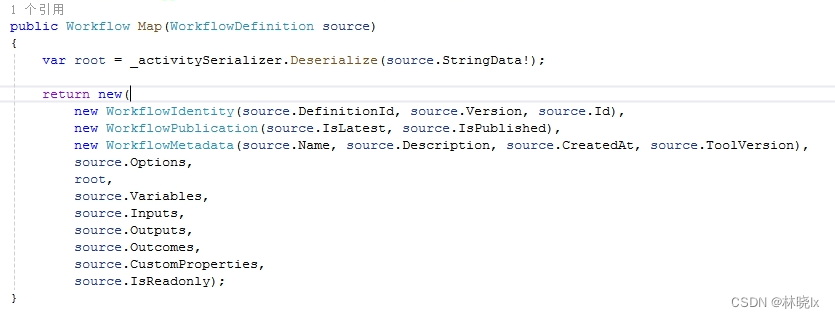 1 个引用
public Workflow Map(WorkflowDefinition source)
{
    var root = _activitySerializer.Deserialize(source.StringData!);
    return new(
        new WorkflowIdentity(source.DefinitionId, source.Version, source.Id),
        new WorkflowPublication(source.IsLatest, source.IsPublished),
        new WorkflowMetadata(source.Name, source.Description, source.CreatedAt, source.ToolVersion),
        source.Options,
        root,
        source.Variables,
        source.Inputs,
        source.Outputs,
        source.Outcomes,
        source.CustomProperties,
        source.IsReadonly);
}
CSDN @林晓lx